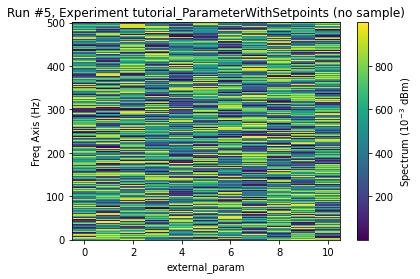 Run #5, Experiment tutorial_ParameterWithSetpoints (no sample)
500
400
300
200
100
0
Freq Axis (Hz)
0 2 4 6 8 10
external_param
800
600
400
200
Spectrum (10⁻³ dBm)